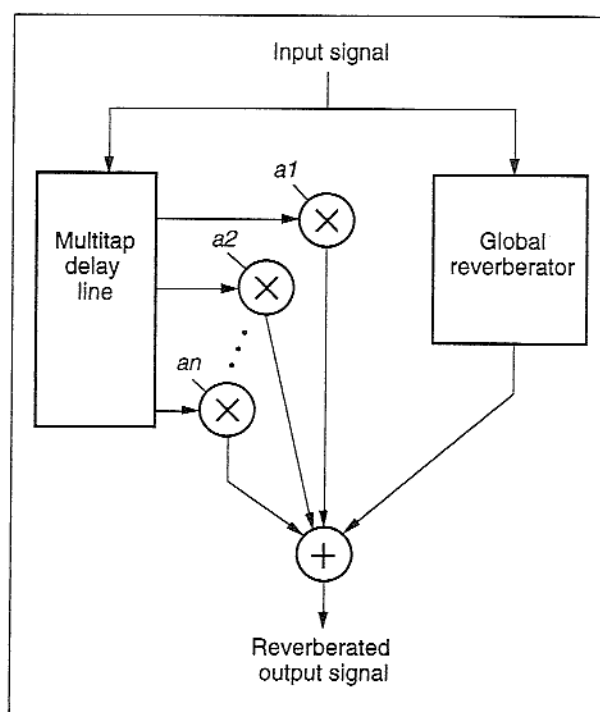 Input signal
a1
Multitap
delay
line
a2
Global
reverberator
an
Reverberated
output signal